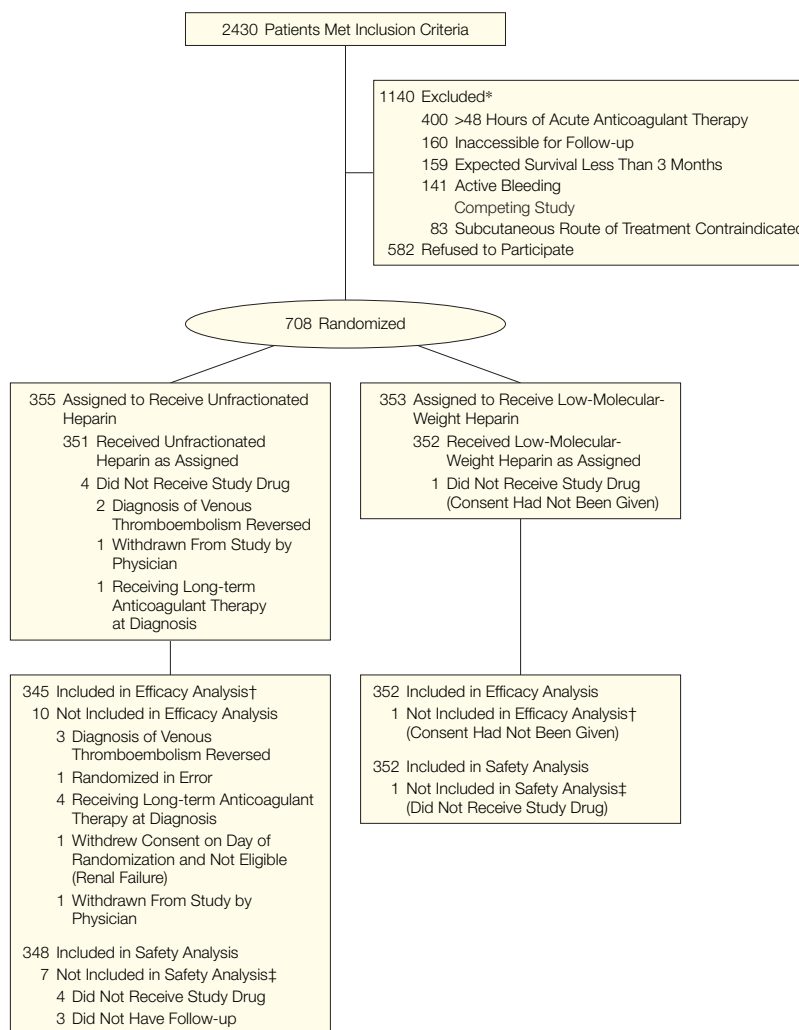 2430 Patients Met Inclusion Criteria
1140 Excluded*
400 >48 Hours of Acute Anticoagulant Therapy
160 Inaccessible for Follow-up
159 Expected Survival Less Than 3 Months
141 Active Bleeding
Competing Study
83 Subcutaneous Route of Treatment Contraindicated
582 Refused to Participate
708 Randomized
355 Assigned to Receive Unfractionated
Heparin
351 Received Unfractionated
Heparin as Assigned
4 Did Not Receive Study Drug
2 Diagnosis of Venous
Thromboembolism Reversed
1 Withdrawn From Study by
Physician
1 Receiving Long-term
Anticoagulant Therapy
at Diagnosis
353 Assigned to Receive Low-Molecular-
Weight Heparin
352 Received Low-Molecular-
Weight Heparin as Assigned
1 Did Not Receive Study Drug
(Consent Had Not Been Given)
345 Included in Efficacy Analysis†
10 Not Included in Efficacy Analysis
3 Diagnosis of Venous
Thromboembolism Reversed
1 Randomized in Error
4 Receiving Long-term Anticoagulant
Therapy at Diagnosis
1 Withdrew Consent on Day of
Randomization and Not Eligible
(Renal Failure)
1 Withdrawn From Study by
Physician
348 Included in Safety Analysis
7 Not Included in Safety Analysis‡
4 Did Not Receive Study Drug
3 Did Not Have Follow-up
352 Included in Efficacy Analysis
1 Not Included in Efficacy Analysis†
(Consent Had Not Been Given)
352 Included in Safety Analysis
1 Not Included in Safety Analysis‡
(Did Not Receive Study Drug)